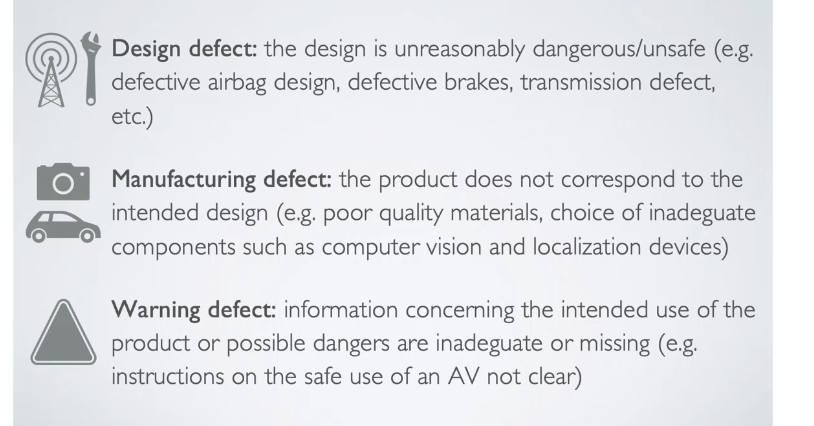 Design defect: the design is unreasonably dangerous/unsafe (e.g.
defective airbag design, defective brakes, transmission defect,
etc.)
Manufacturing defect: the product does not correspond to the
intended design (e.g. poor quality materials, choice of inadeguate
components such as computer vision and localization devices)
Warning defect: information concerning the intended use of the
product or possible dangers are inadeguate or missing (e.g.
instructions on the safe use of an AV not clear)